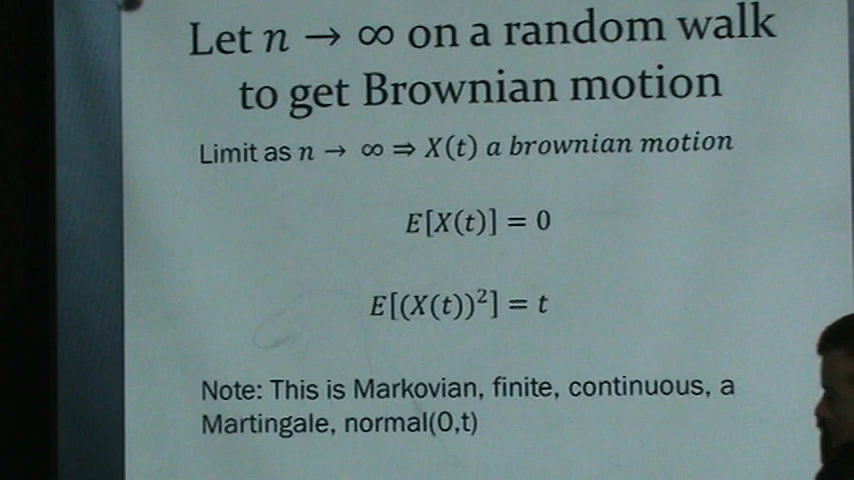 Let n → ∞ on a random walk
to get Brownian motion
Limit as n → ∞ ⇒ X(t) a brownian motion
E[X(t)] = 0
E[(X(t))²] = t
Note: This is Markovian, finite, continuous, a
Martingale, normal(0,t)